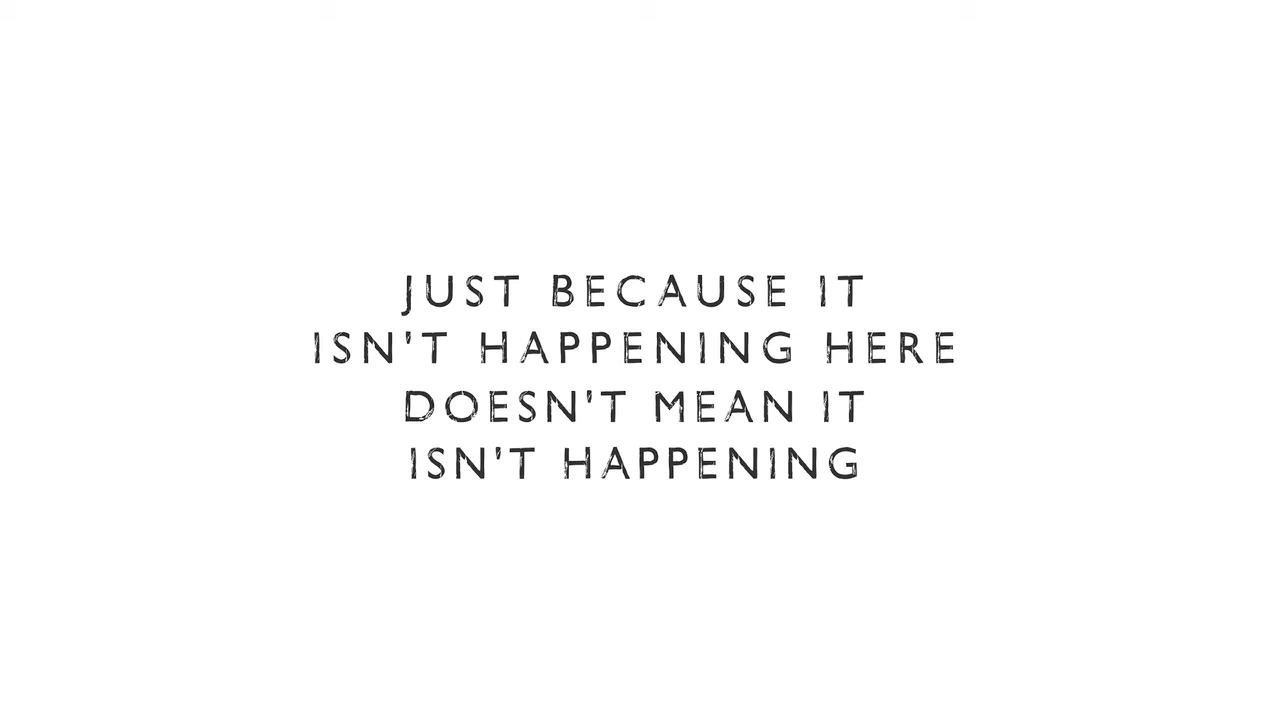 JUST BECAUSE IT
ISN'T HAPPENING HERE
DOESN'T MEAN IT
ISN'T HAPPENING